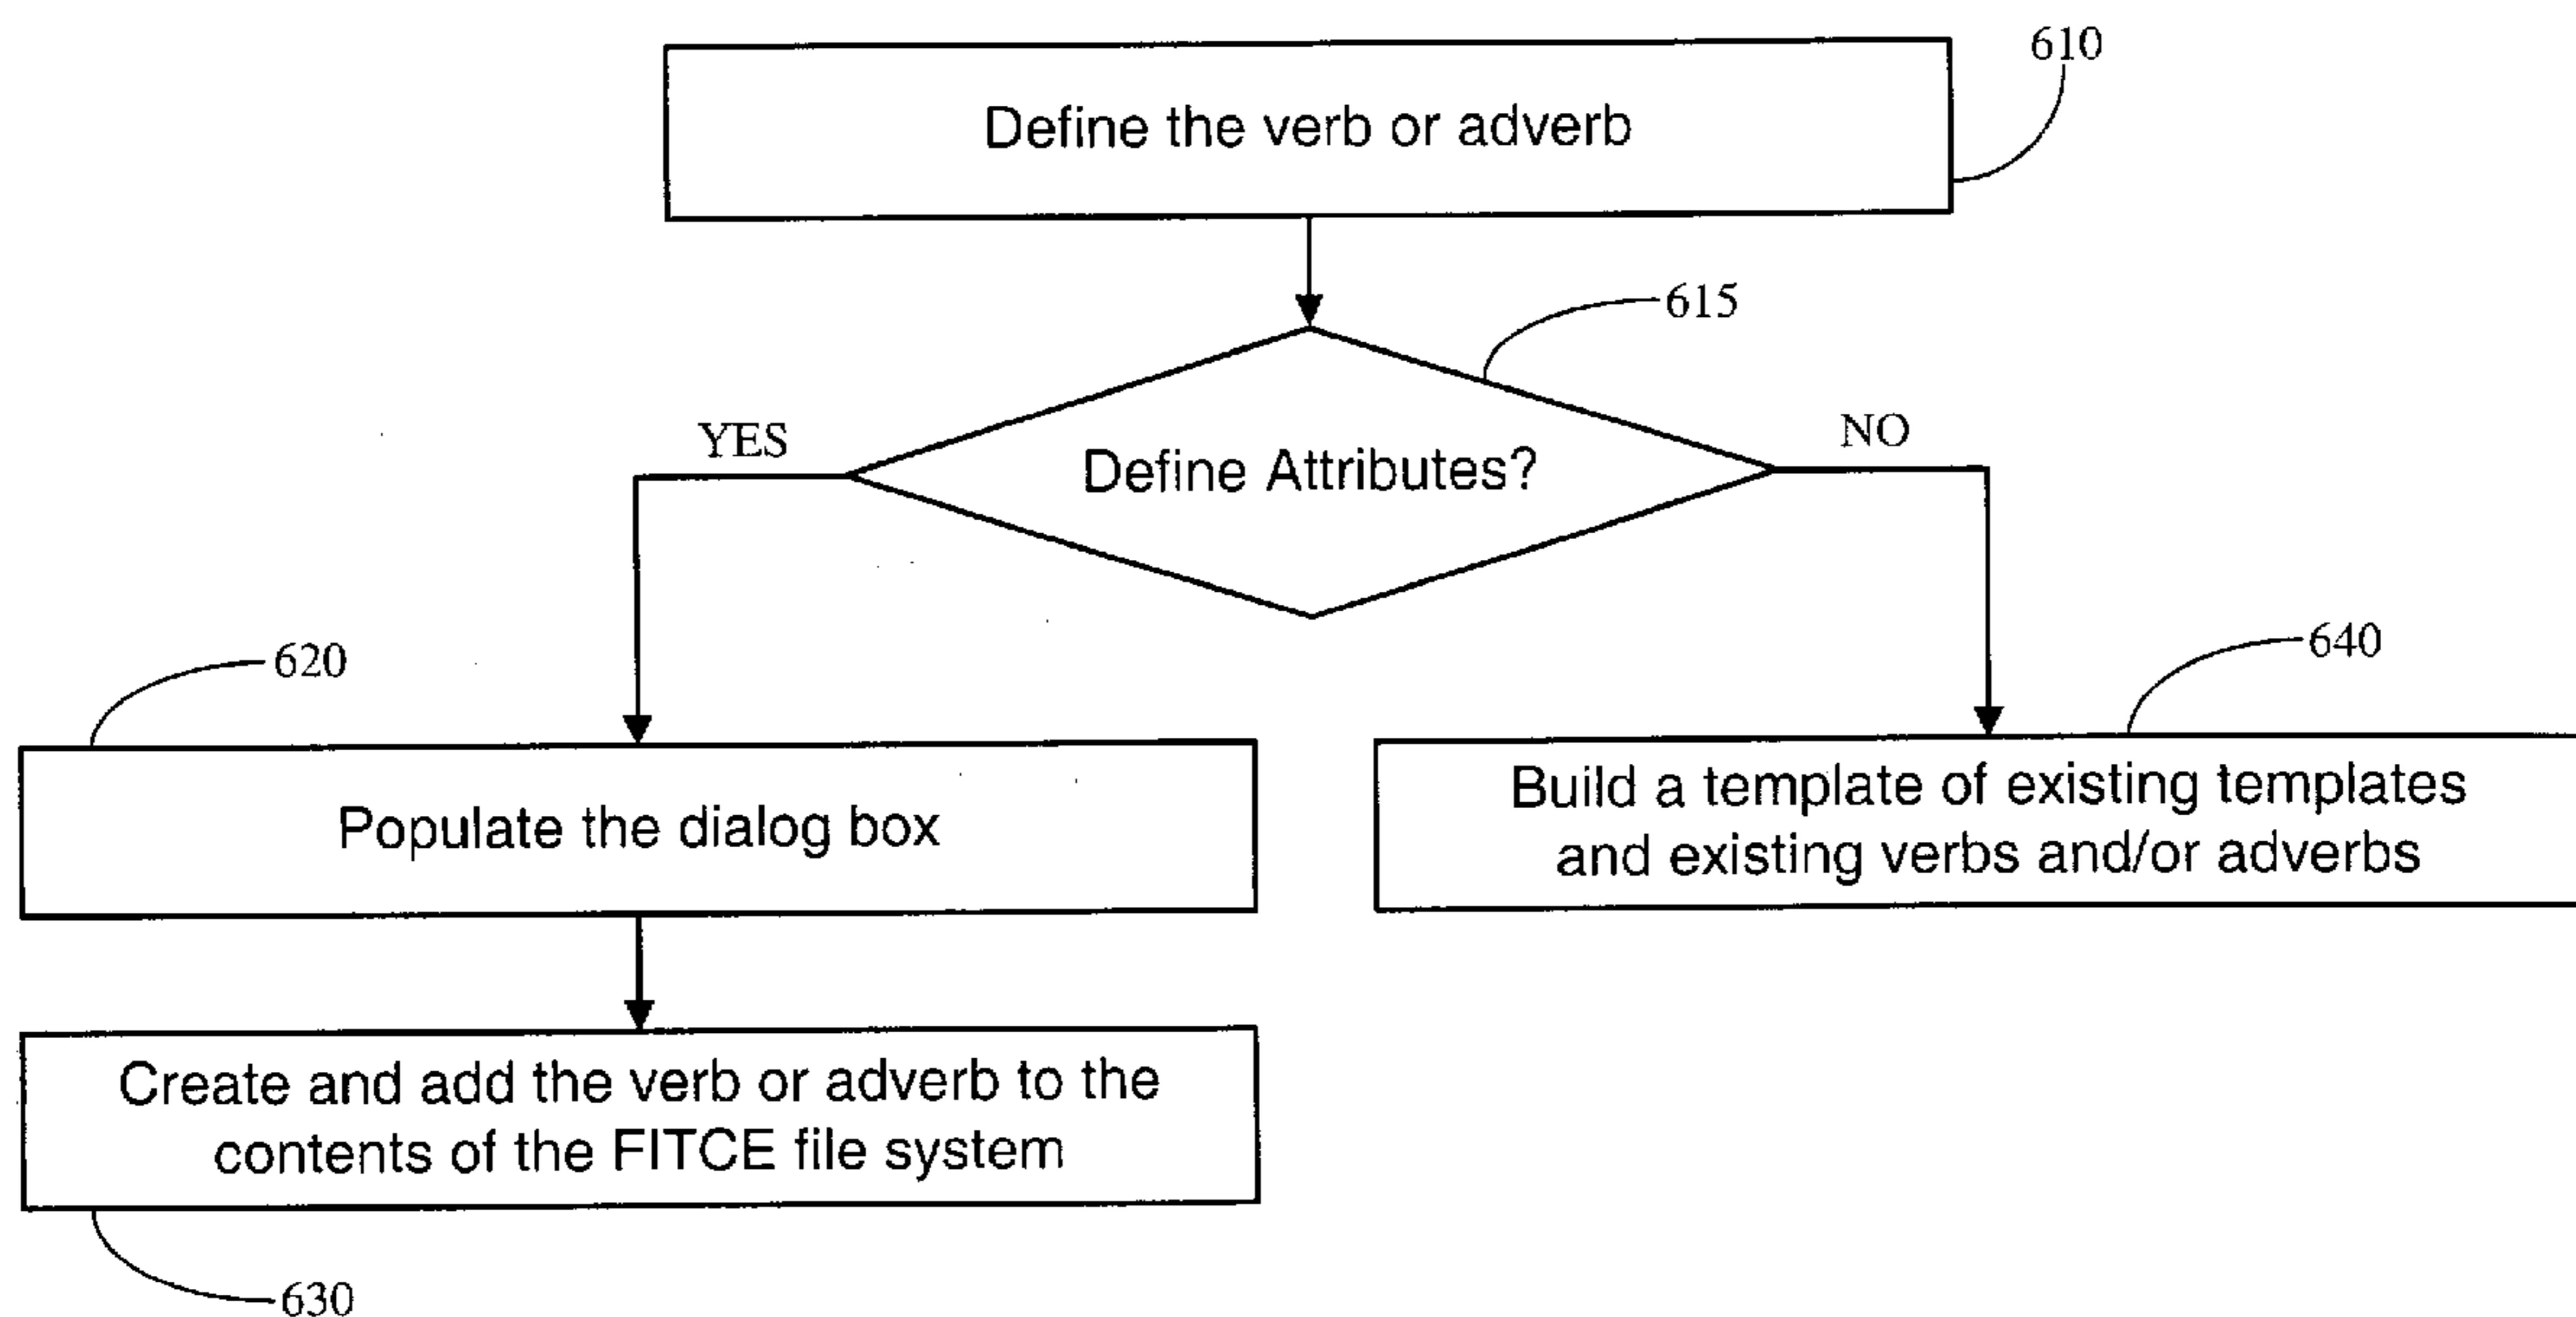 610
Define the verb or adverb
615
YES
NO
Define Attributes?
620
640
Populate the dialog box
Build a template of existing templates
and existing verbs and/or adverbs
Create and add the verb or adverb to the
contents of the FITCE file system
630